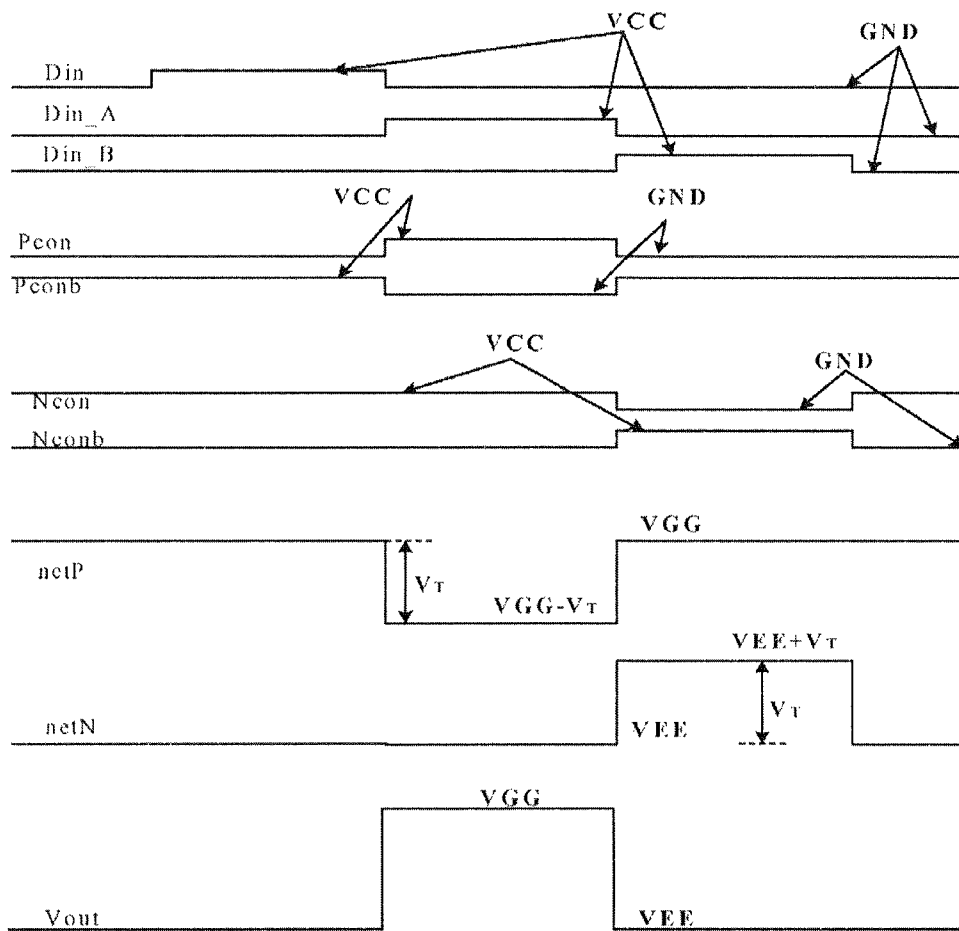 VCC
GND
Din
Din_A
Din_B
VCC
GND
Pcon
Pconb
VCC
GND
Ncon
Nconb
VGG
netP
VT
VGG-VT
VEE+VT
VT
netN
VEE
VGG
Vout
VEE